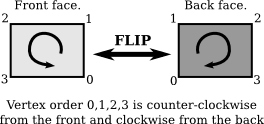 Front face. Back face.
2 1 1 2
FLIP
3 0 0 3
Vertex order 0,1,2,3 is counter-clockwise
from the front and clockwise from the back